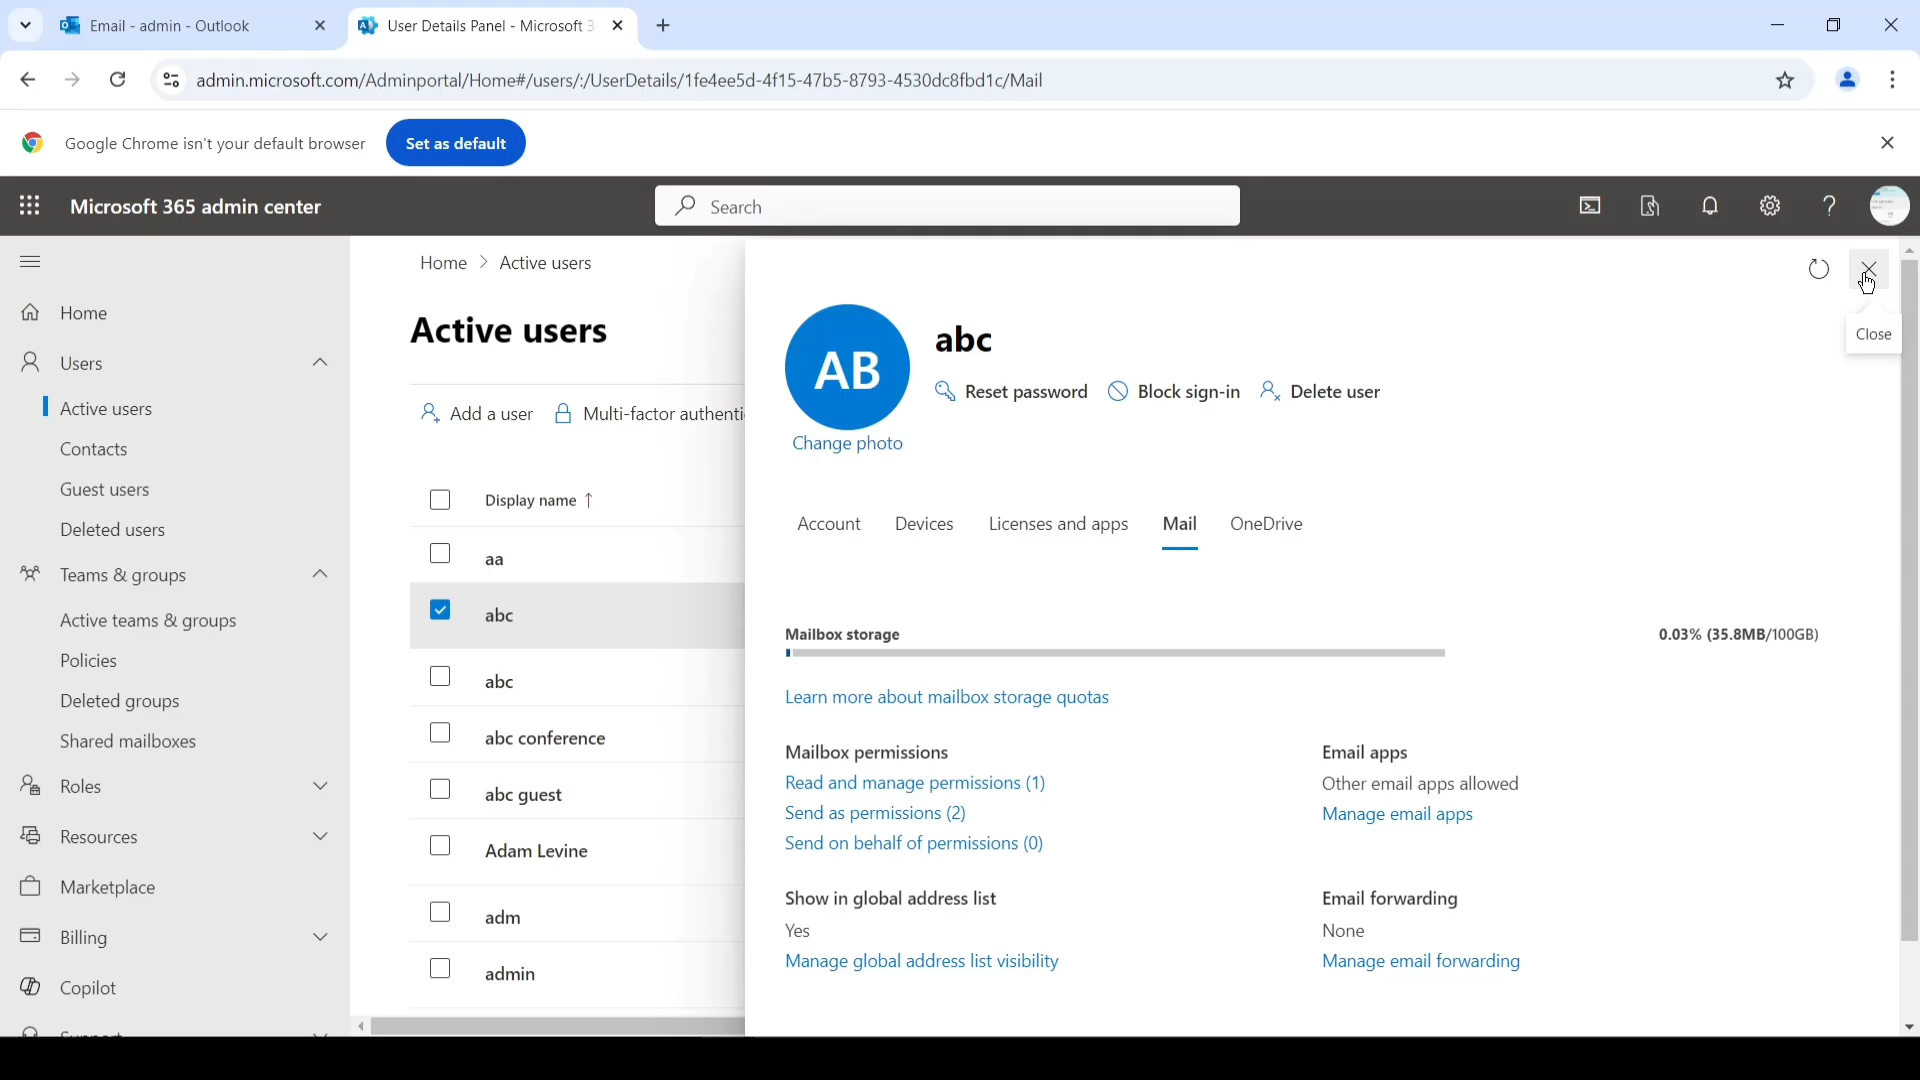 Email - admin - Outlook
User Details Panel - Microsoft 3
admin.microsoft.com/Adminportal/Home#/users/:/UserDetails/1fe4ee5d-4f15-47b5-8793-4530dc8fbd1c/Mail
Google Chrome isn't your default browser
Set as default
Microsoft 365 admin center
Search
Home
Users
Active users
Contacts
Guest users
Deleted users
Teams & groups
Active teams & groups
Policies
Deleted groups
Shared mailboxes
Roles
Resources
Marketplace
Billing
Copilot
Support
Home > Active users
Active users
Add a user
Multi-factor authenti
Display name ↑
aa
abc
abc
abc conference
abc guest
Adam Levine
adm
admin
Close
AB
abc
Reset password
Block sign-in
Delete user
Change photo
Account
Devices
Licenses and apps
Mail
OneDrive
Mailbox storage
0.03% (35.8MB/100GB)
Learn more about mailbox storage quotas
Mailbox permissions
Read and manage permissions (1)
Send as permissions (2)
Send on behalf of permissions (0)
Email apps
Other email apps allowed
Manage email apps
Show in global address list
Yes
Manage global address list visibility
Email forwarding
None
Manage email forwarding